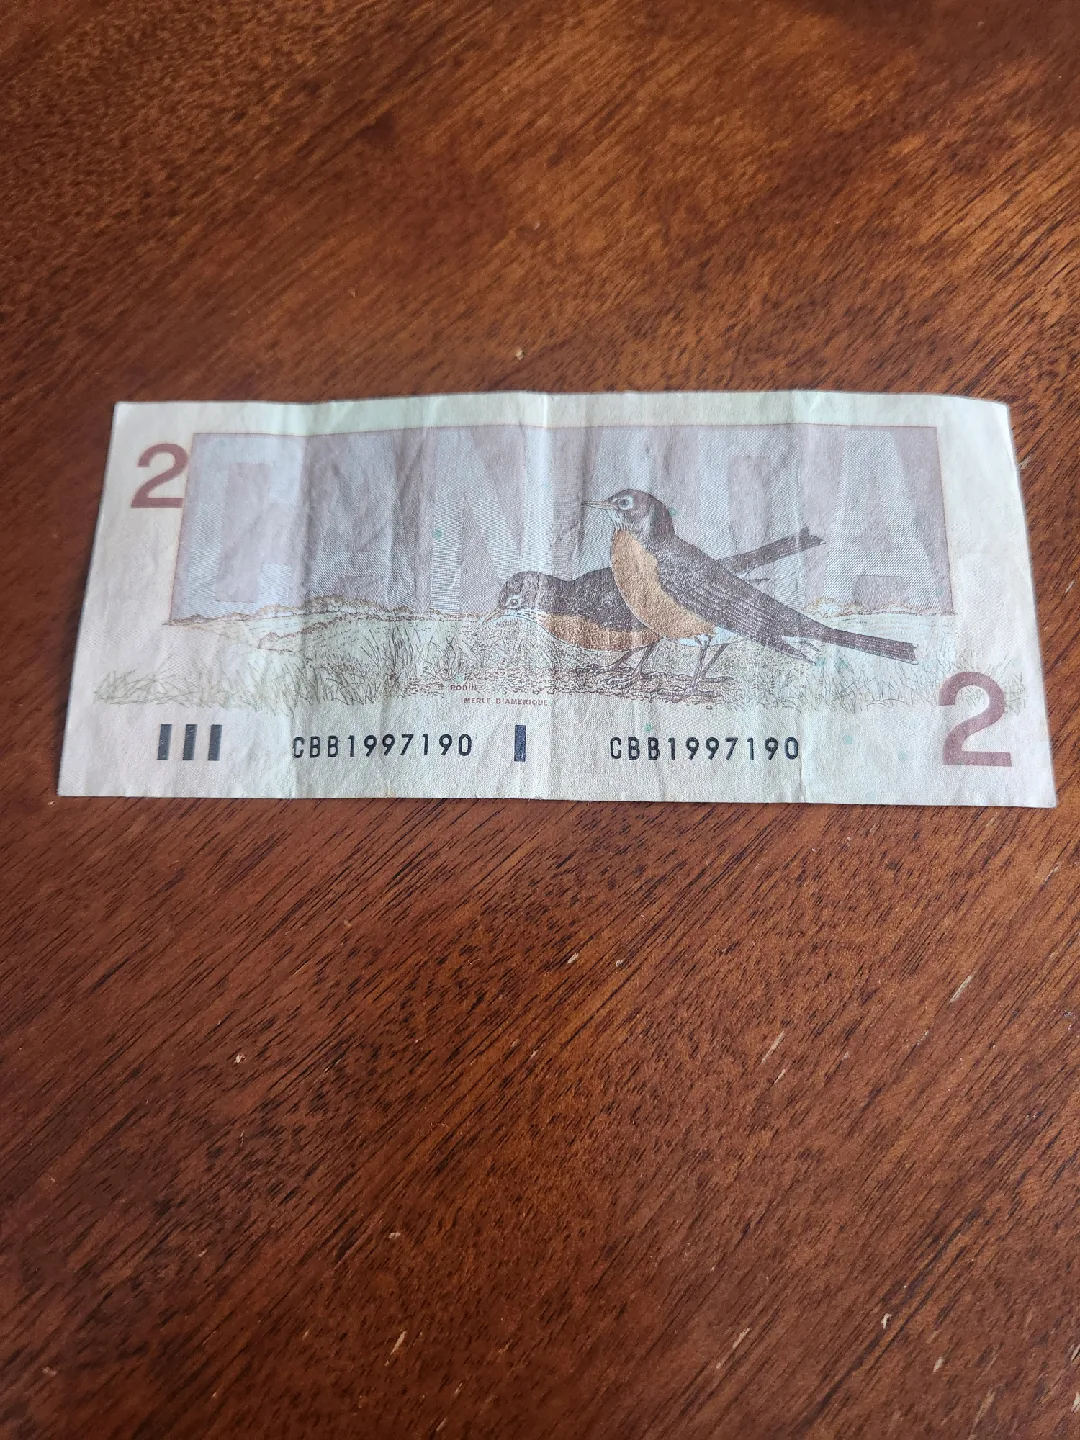 2
CANADA
ROBIN
MERLE D'AMÉRIQUE
CBB1997190 CBB1997190
2